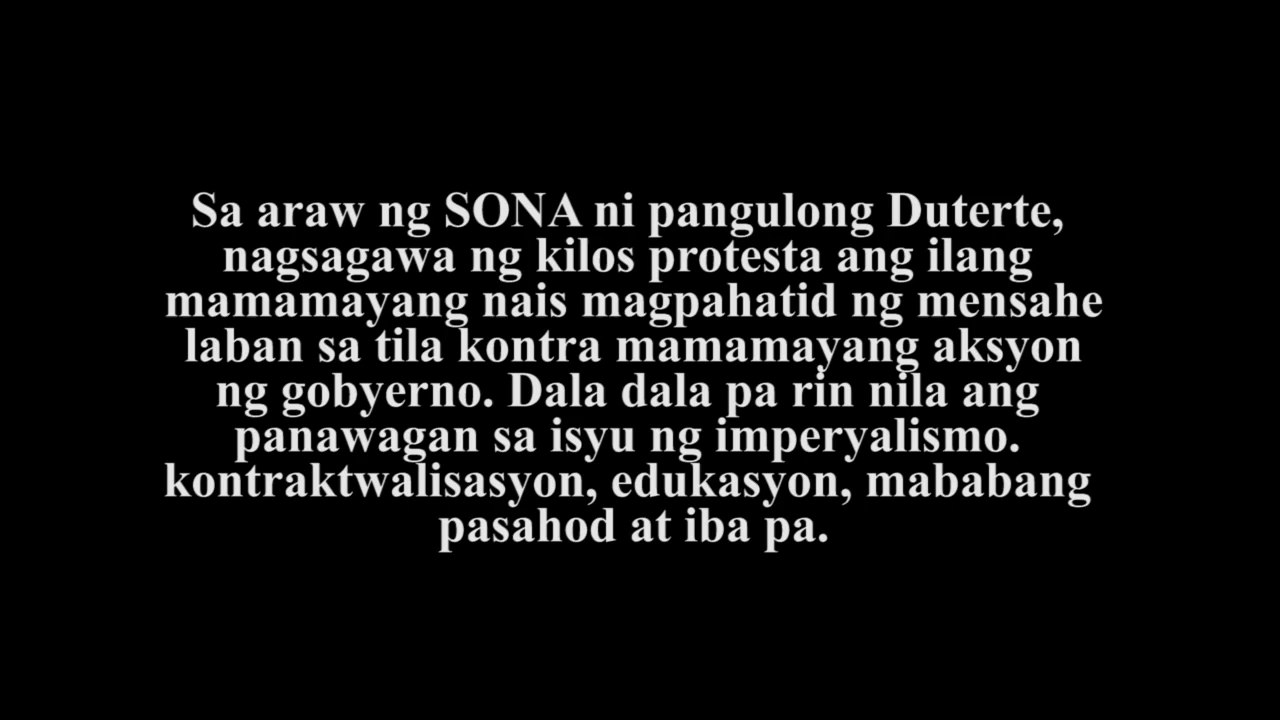 Sa araw ng SONA ni pangulong Duterte,
nagsagawa ng kilos protesta ang ilang
mamamayang nais magpahatid ng mensahe
laban sa tila kontra mamamayang aksyon
ng gobyerno. Dala dala pa rin nila ang
panawagan sa isyu ng imperyalismo.
kontraktwalisasyon, edukasyon, mababang
pasahod at iba pa.